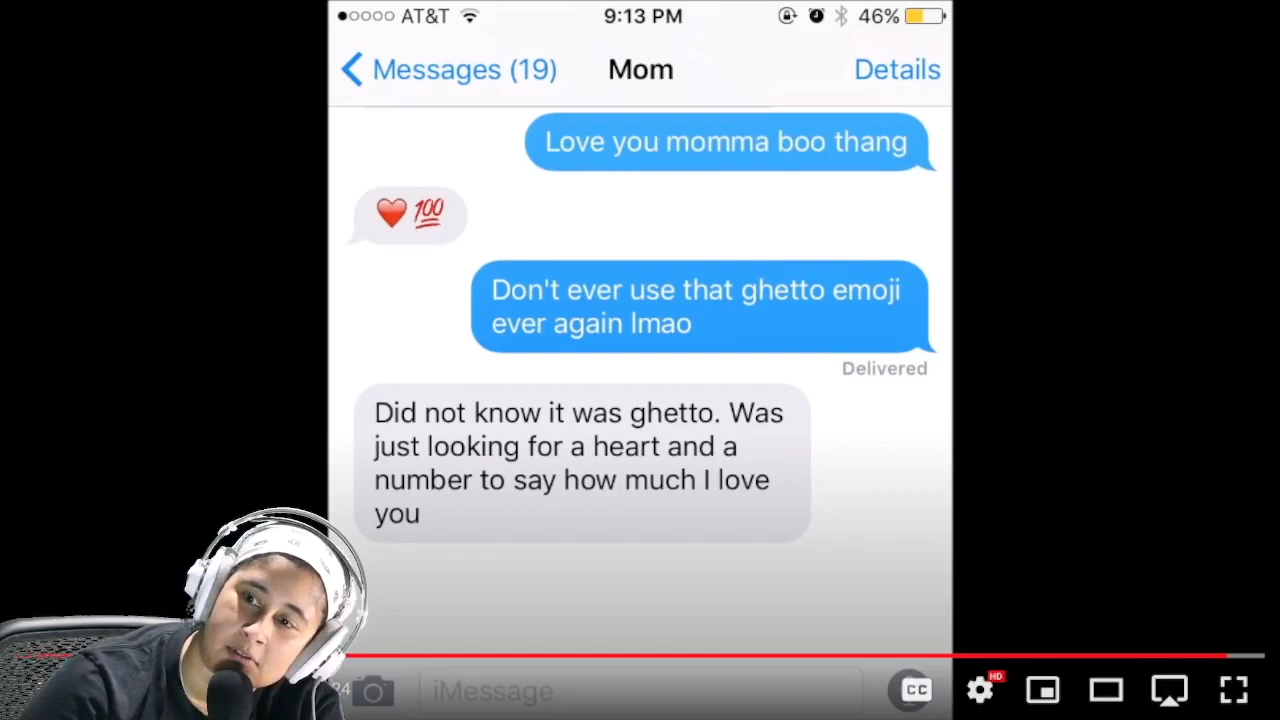 AT&T 9:13 PM 46%
Messages (19) Mom Details
Love you momma boo thang
❤️💯
Don't ever use that ghetto emoji
ever again lmao
Delivered
Did not know it was ghetto. Was
just looking for a heart and a
number to say how much I love
you
24 iMessage CC HD